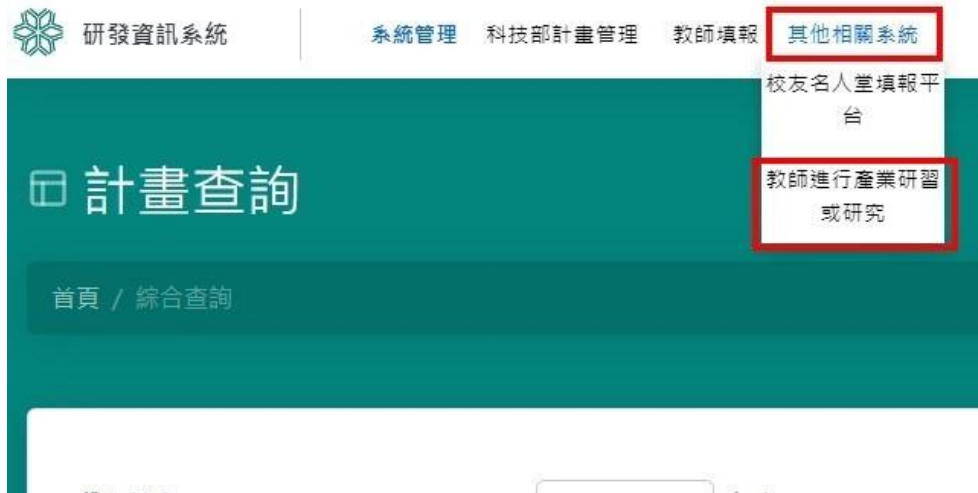 研發資訊系統
系統管理 科技部計畫管理 教師填報 其他相關系統
校友名人堂填報平
台
教師進行產業研習
或研究
計畫查詢
首頁 / 綜合查詢